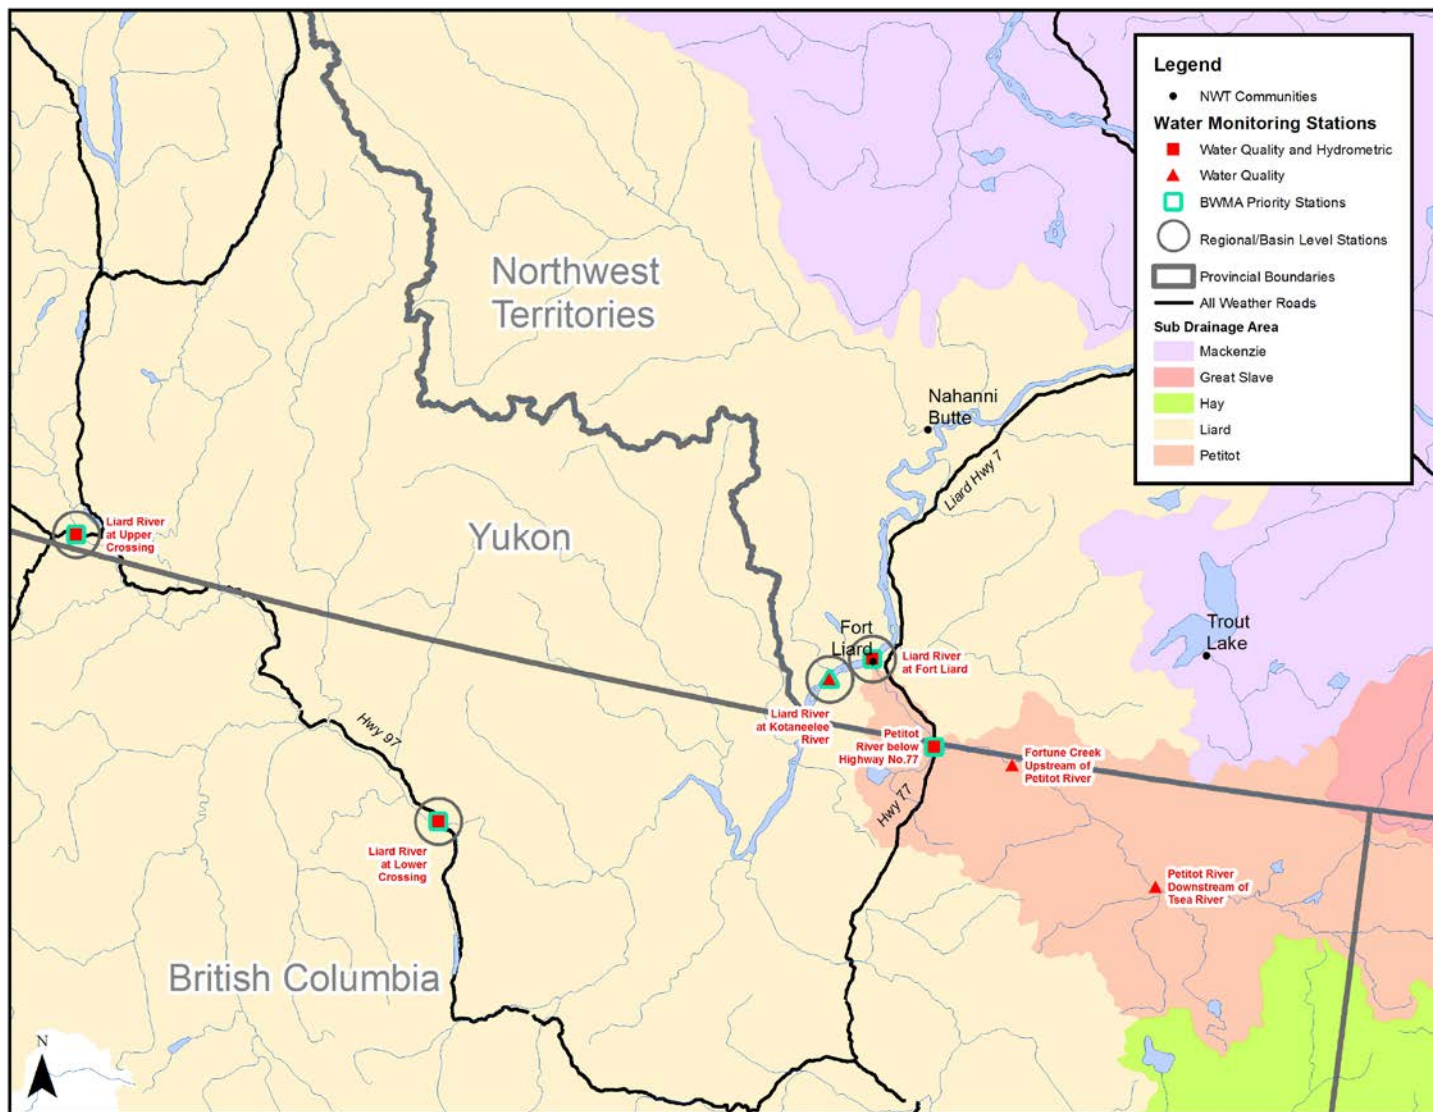 Legend
NWT Communities
Water Monitoring Stations
Water Quality and Hydrometric
Water Quality
BWMA Priority Stations
Regional/Basin Level Stations
Provincial Boundaries
All Weather Roads
Sub Drainage Area
Mackenzie
Great Slave
Hay
Liard
Petitot
Northwest
Territories
Nahanni
Butte
Liard Hwy 7
Liard River
at Upper
Crossing
Yukon
Fort
Liard
Liard River
at Fort Liard
Trout
Lake
Liard River
at Kotaneelee
River
Petitot
River below
Highway No.77
Fortune Creek
Upstream of
Petitot River
Hwy 97
Hwy 77
Liard River
at Lower
Crossing
Petitot River
Downstream of
Tsea River
British Columbia
N